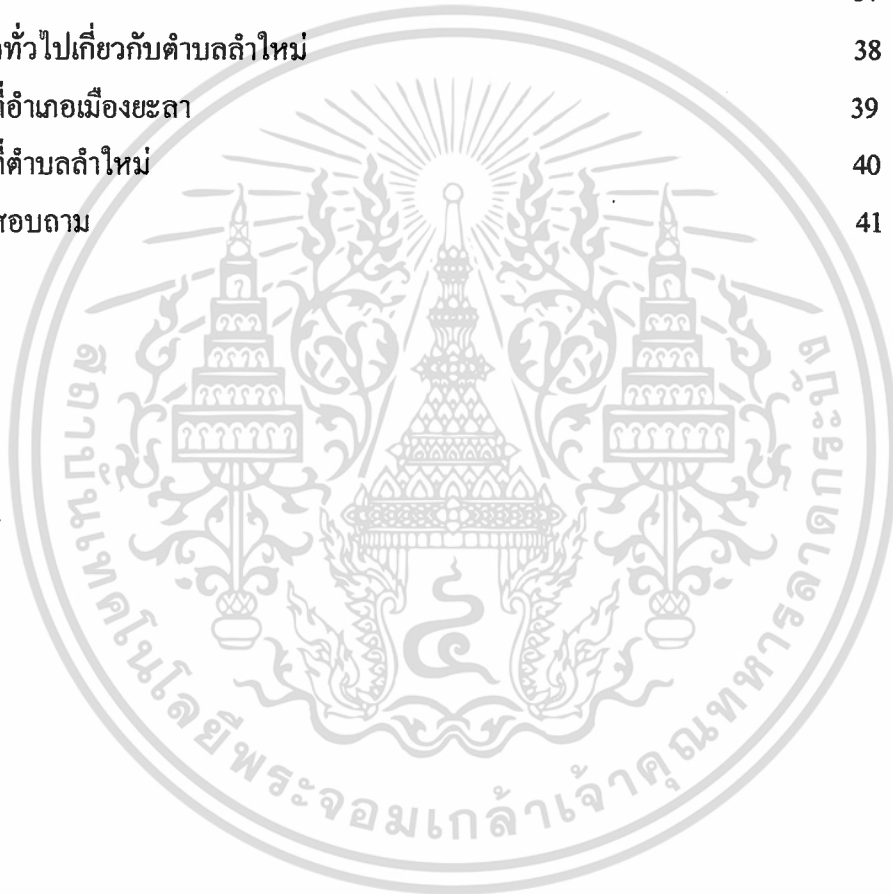 ทั่วไปเกี่ยวกับตำบลลำใหม่ 38
ที่อำเภอเมืองยะลา 39
ที่ตำบลลำใหม่ 40
สอบถาม 41
สถาบันเทคโนโลยีพระจอมเกล้าเจ้าคุณทหารลาดกระบัง
๔